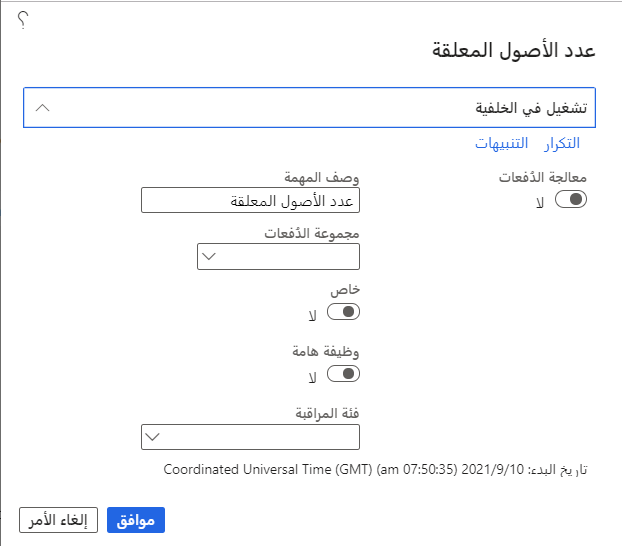 ؟
عدد الأصول المعلقة
تشغيل في الخلفية
التكرار التنبيهات
معالجة الدُفعات
لا
وصف المهمة
عدد الأصول المعلقة
مجموعة الدُفعات
خاص
لا
وظيفة هامة
لا
فئة المراقبة
تاريخ البدء: 2021/9/10 (07:50:35 am) Coordinated Universal Time (GMT)
موافق إلغاء الأمر